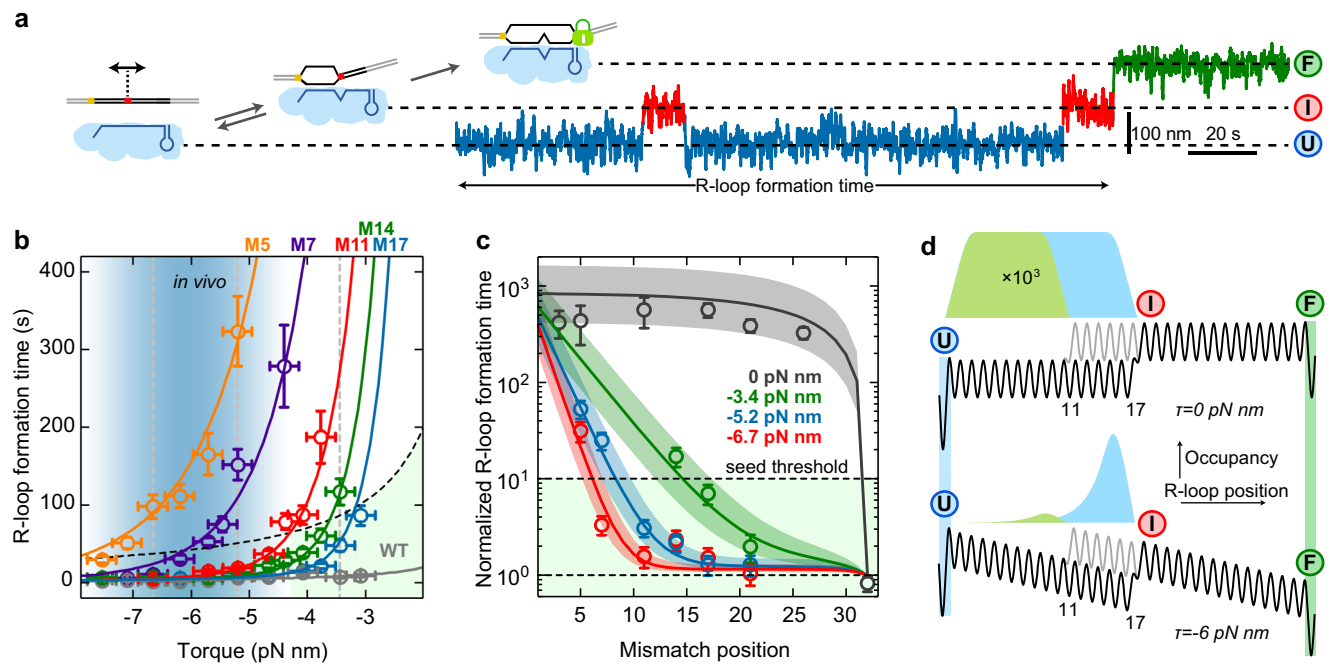 a
F
I
U
100 nm 20 s
R-loop formation time
b
M5 M7 M11 M14 M17
in vivo
WT
R-loop formation time (s)
400
300
200
100
0
-7 -6 -5 -4 -3
Torque (pN nm)
c
Normalized R-loop formation time
10³
10²
10¹
10⁰
0 pN nm
-3.4 pN nm
-5.2 pN nm
-6.7 pN nm
seed threshold
5 10 15 20 25 30
Mismatch position
d
×10³
U
I
F
11 17 τ=0 pN nm
Occupancy
R-loop position
U
I
F
11
17
τ=-6 pN nm